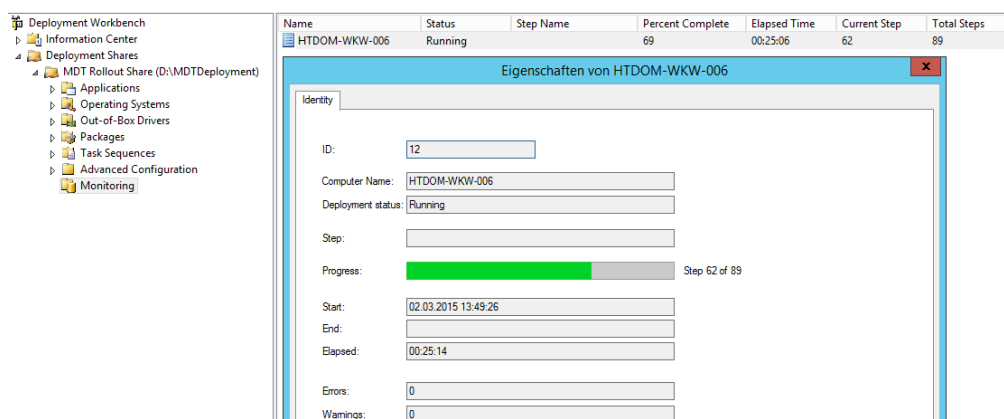 Deployment Workbench
Information Center
Deployment Shares
MDT Rollout Share (D:\MDTDeployment)
Applications
Operating Systems
Out-of-Box Drivers
Packages
Task Sequences
Advanced Configuration
Monitoring
Name Status Step Name Percent Complete Elapsed Time Current Step Total Steps
HTDOM-WKW-006 Running 69 00:25:06 62 89
Eigenschaften von HTDOM-WKW-006 x
Identity
ID: 12
Computer Name: HTDOM-WKW-006
Deployment status: Running
Step:
Progress: Step 62 of 89
Start: 02.03.2015 13:49:26
End:
Elapsed: 00:25:14
Errors: 0
Warnings: 0